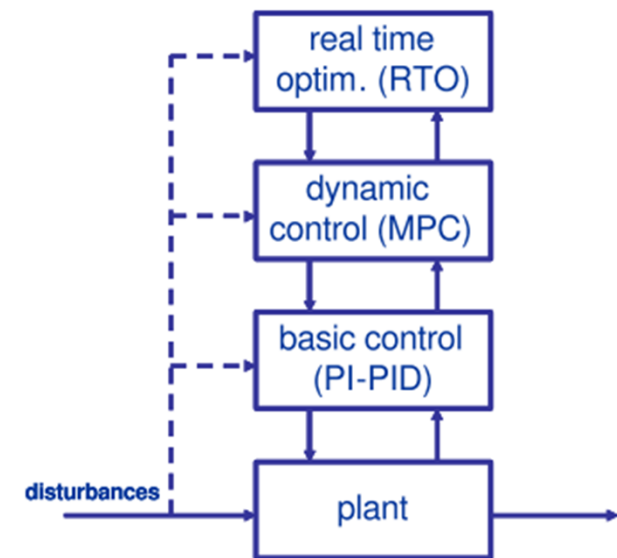 real time
optim. (RTO)
dynamic
control (MPC)
basic control
(PI-PID)
disturbances
plant